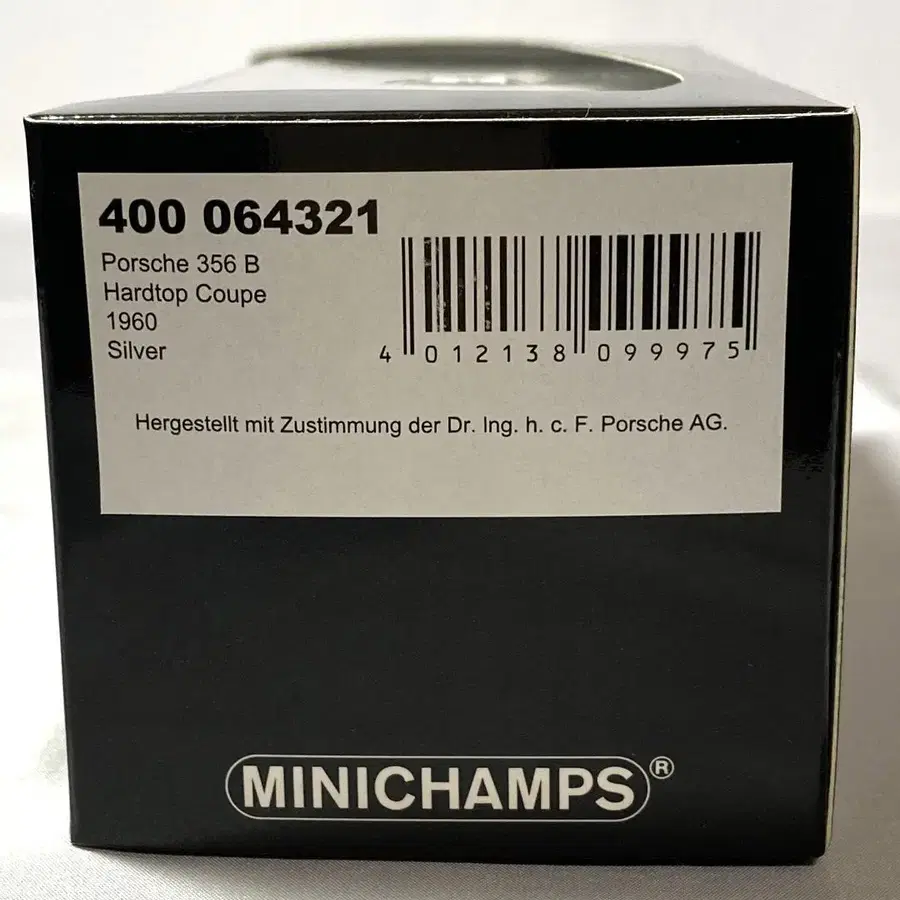 400 064321
Porsche 356 B
Hardtop Coupe
1960
Silver
4 012138 099975
Hergestellt mit Zustimmung der Dr. Ing. h. c. F. Porsche AG.
MINICHAMPS®